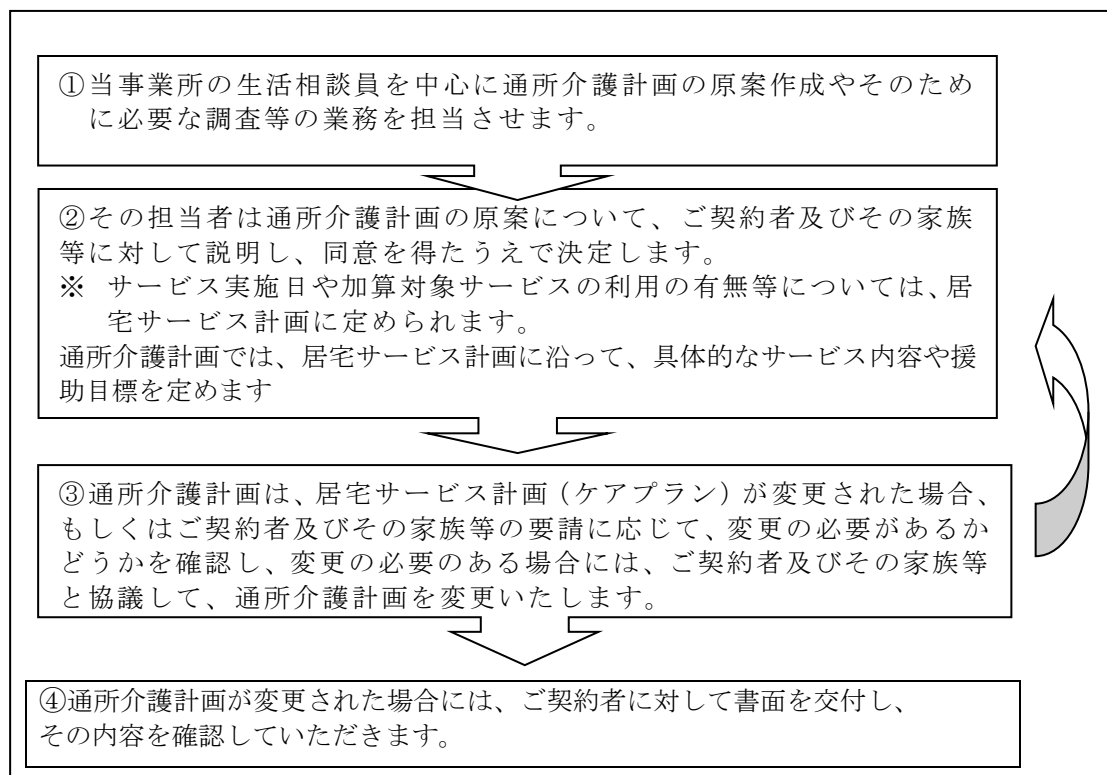 ①当事業所の生活相談員を中心に通所介護計画の原案作成やそのため
に必要な調査等の業務を担当させます。
②その担当者は通所介護計画の原案について、ご契約者及びその家族
等に対して説明し、同意を得たうえで決定します。
※ サービス実施日や加算対象サービスの利用の有無等については、居
宅サービス計画に定められます。
通所介護計画では、居宅サービス計画に沿って、具体的なサービス内容や援
助目標を定めます
③通所介護計画は、居宅サービス計画（ケアプラン）が変更された場合、
もしくはご契約者及びその家族等の要請に応じて、変更の必要があるか
どうかを確認し、変更の必要のある場合には、ご契約者及びその家族等
と協議して、通所介護計画を変更いたします。
④通所介護計画が変更された場合には、ご契約者に対して書面を交付し、
その内容を確認していただきます。